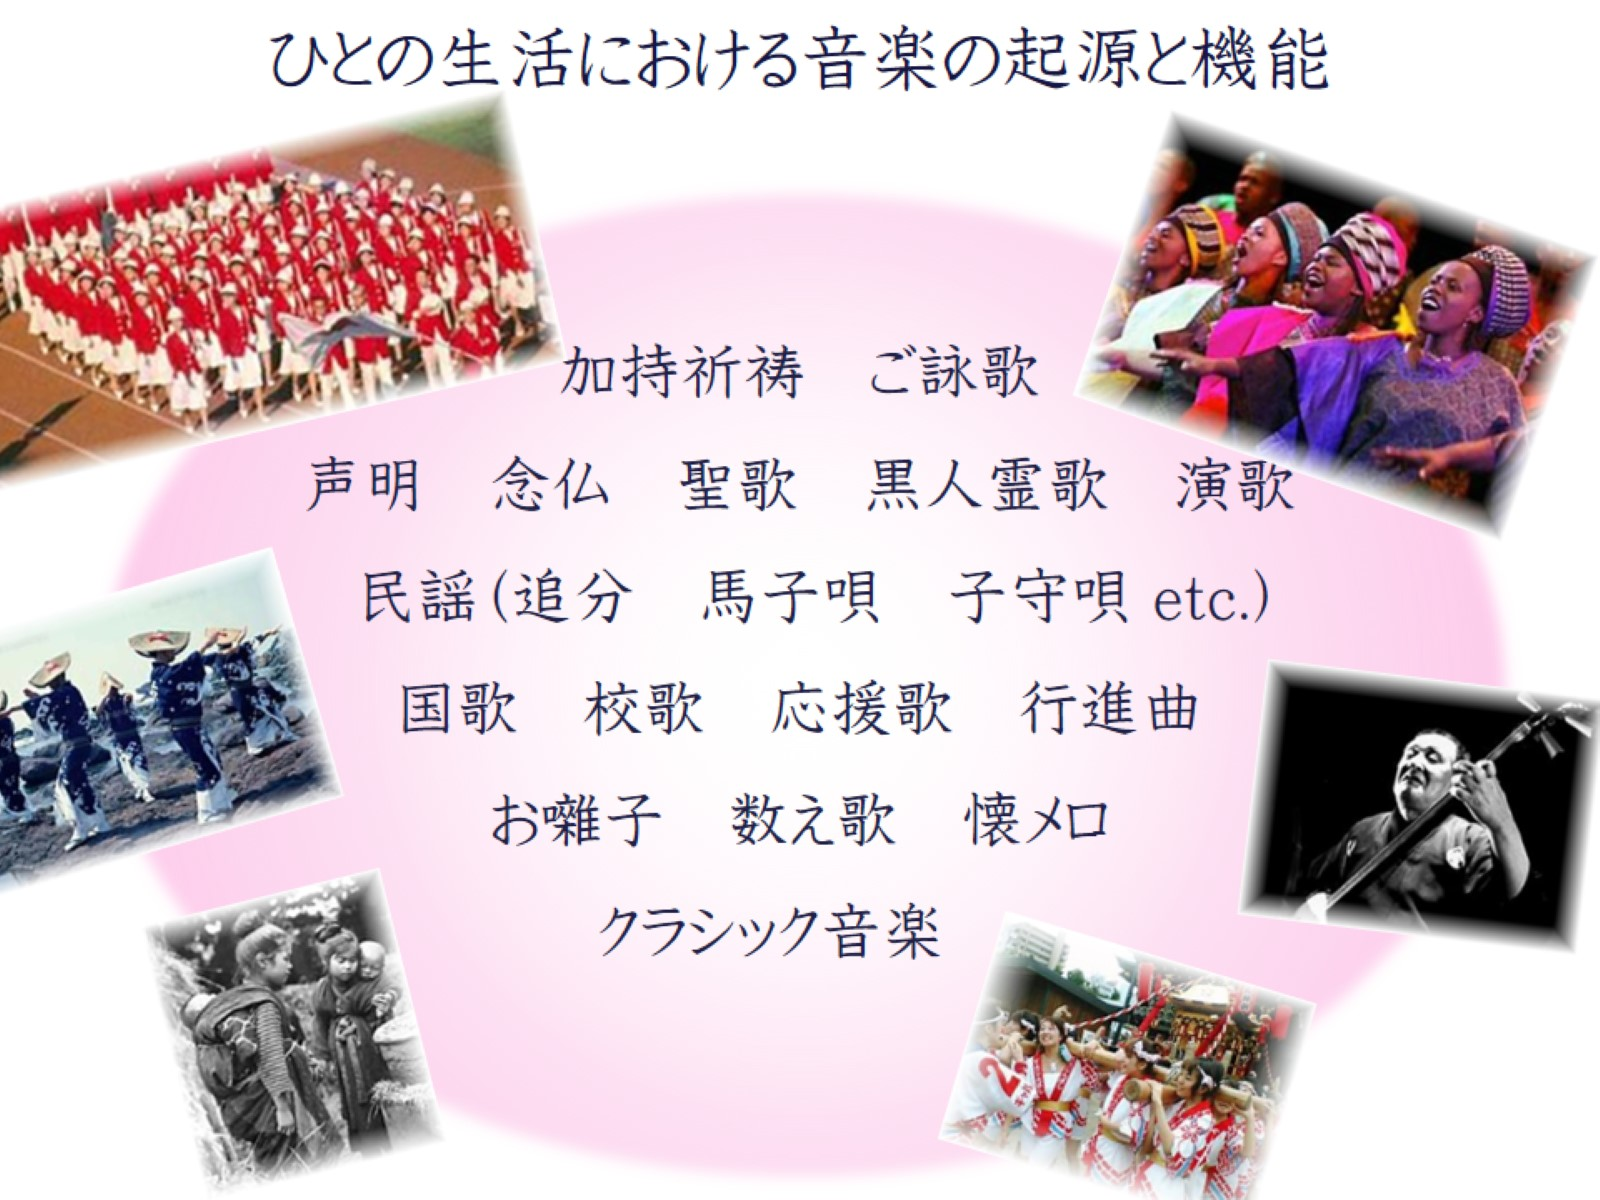 ひとの生活における音楽の起源と機能
加持祈祷　ご詠歌
声明　念仏　聖歌　黒人霊歌　演歌
民謡(追分　馬子唄　子守唄 etc.)
国歌　校歌　応援歌　行進曲
お囃子　数え歌　懐メロ
クラシック音楽